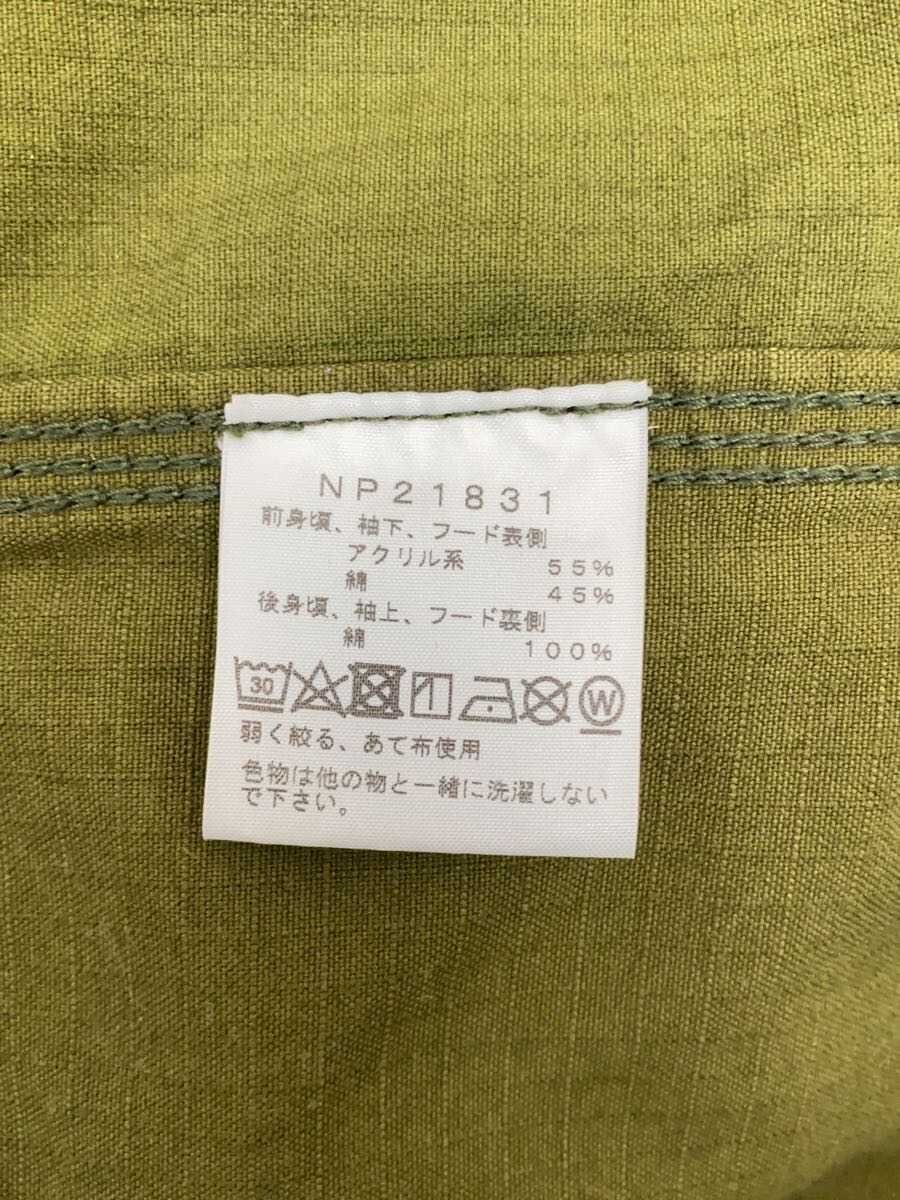 NP21831
前身頃、袖下、フード表側
アクリル系 55%
綿 45%
後身頃、袖上、フード裏側
綿 100%
30 W
弱く絞る、あて布使用
色物は他の物と一緒に洗濯しない
で下さい。